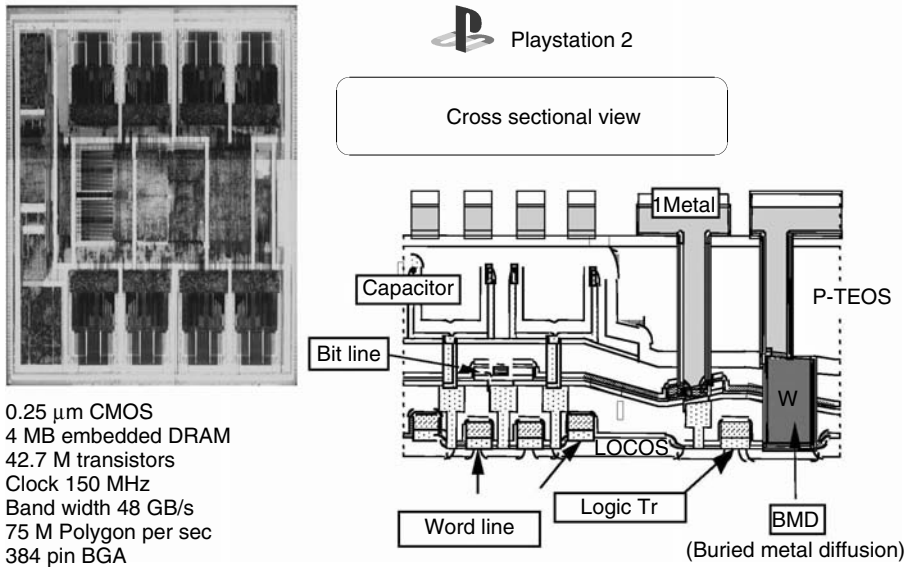 Playstation 2
Cross sectional view
1Metal
Capacitor
P-TEOS
Bit line
W
LOCOS
Word line
Logic Tr
BMD
(Buried metal diffusion)
0.25 μm CMOS
4 MB embedded DRAM
42.7 M transistors
Clock 150 MHz
Band width 48 GB/s
75 M Polygon per sec
384 pin BGA